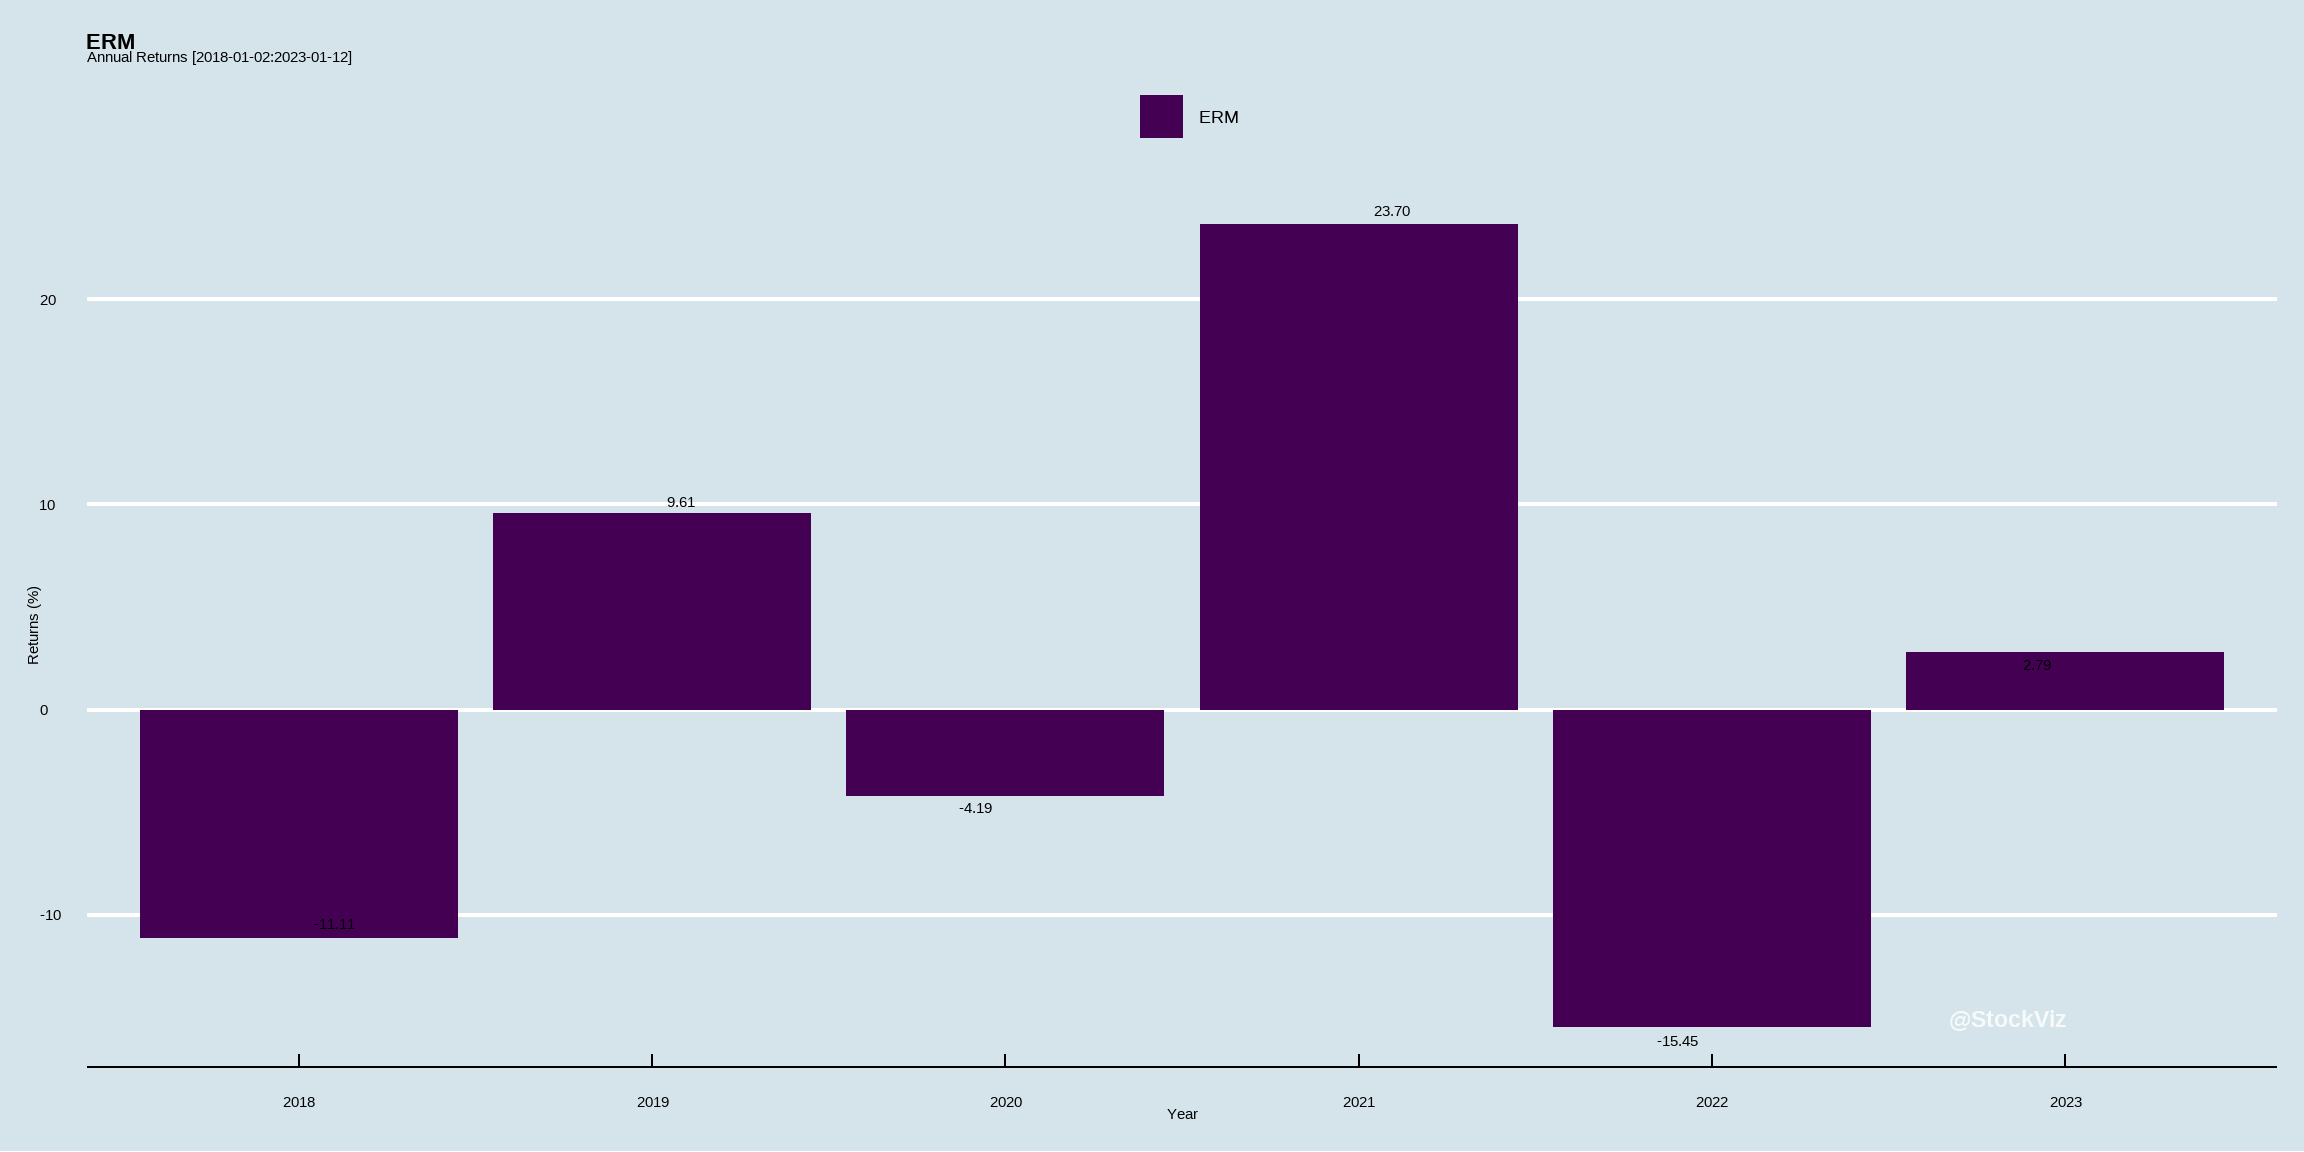 ERM
Annual Returns [2018-01-02:2023-01-12]
ERM
23.70
20
9.61
10
Returns (%)
2.79
0
-4.19
-10
-11.11
@StockViz
-15.45
2018
2019
2020
2021
2022
2023
Year